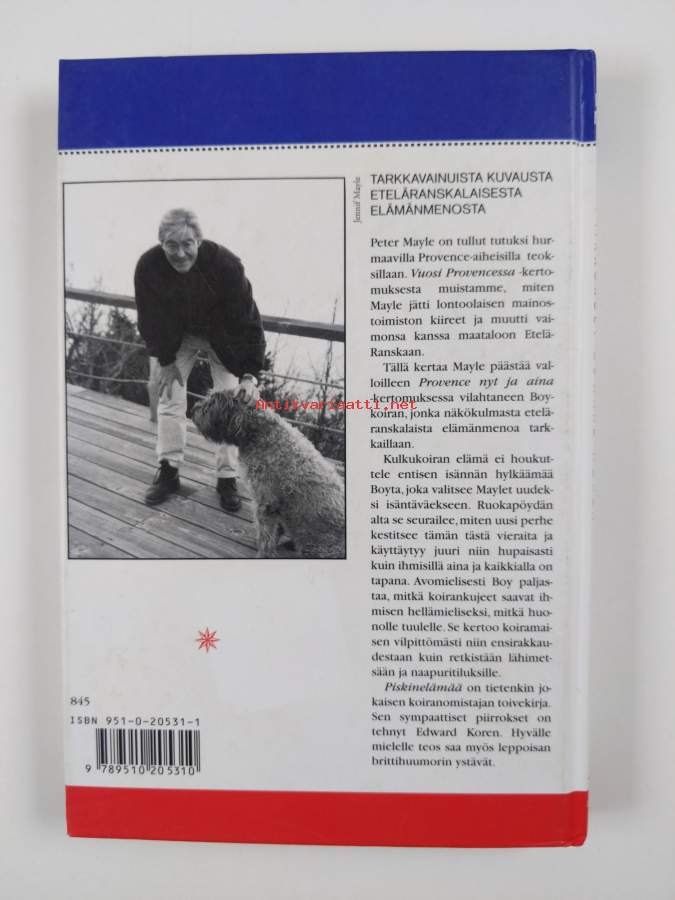 TARKKAVAINUISTA KUVAUSTA
ETELÄRANSKALAISESTA
ELÄMÄNMENOSTA
Jennif Mayle
Peter Mayle on tullut tutuksi hur-
maavilla Provence-aiheisilla teok-
sillaan. Vuosi Provencessa -kerto-
muksesta muistamme, miten
Mayle jätti lontoolaisen mainos-
toimiston kiireet ja muutti vai-
monsa kanssa maataloon Etelä-
Ranskaan.
Tällä kertaa Mayle päästää val-
loilleen Provence nyt ja aina
-kertomuksessa vilahtaneen Boy-
koiran, jonka näkökulmasta etelä-
ranskalaista elämänmenoa tark-
kaillaan.
Kulkukoiran elämä ei houkut-
tele entisen isännän hylkäämää
Boyta, joka valitsee Maylet uudek-
si isäntäväekseen. Ruokapöydän
alta se seurailee, miten uusi perhe
kestitsee tämän tästä vieraita ja
käyttäytyy juuri niin hupaisasti
kuin ihmisillä aina ja kaikkialla on
tapana. Avomielisesti Boy paljas-
taa, mitkä koirankujeet saavat ih-
misen hellämieliseksi, mitkä huo-
nolle tuulelle. Se kertoo koiramai-
sen vilpittömästi niin ensirakkau-
destaan kuin retkistään lähimet-
sään ja naapuritiluksille.
Piskinelämää on tietenkin jo-
kaisen koiranomistajan toivekirja.
Sen sympaattiset piirrokset on
tehnyt Edward Koren. Hyvälle
mielelle teos saa myös leppoisan
brittihuumorin ystävät.
Antikvariaatti.net
845
ISBN 951-0-20531-1
9 789510 205310